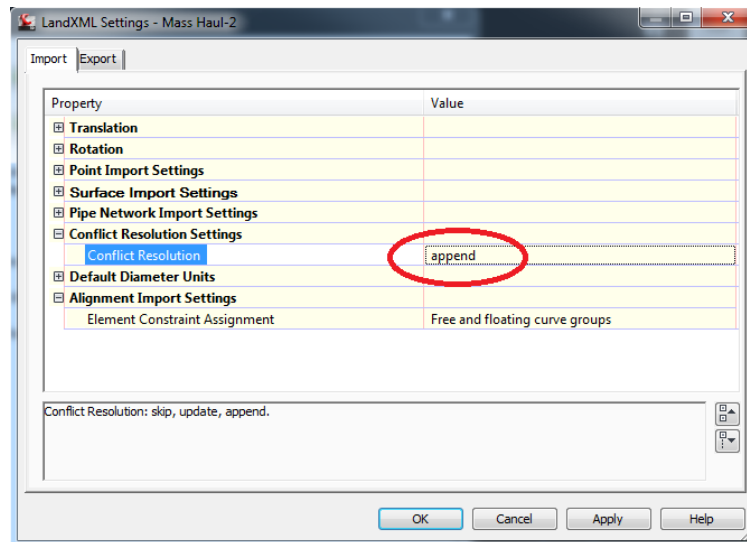 LandXML Settings - Mass Haul-2
Import Export
Property Value
Translation
Rotation
Point Import Settings
Surface Import Settings
Pipe Network Import Settings
Conflict Resolution Settings
Conflict Resolution append
Default Diameter Units
Alignment Import Settings
Element Constraint Assignment Free and floating curve groups
Conflict Resolution: skip, update, append.
OK Cancel Apply Help